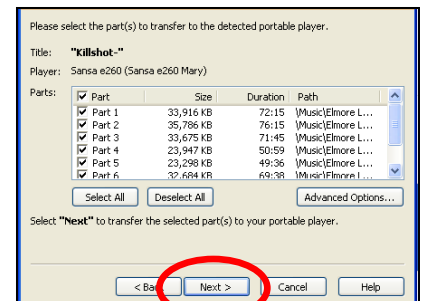 Please select the part(s) to transfer to the detected portable player.
Title: "Killshot-"
Player: Sansa e260 (Sansa e260 Mary)
Parts:
Part Size Duration Path
Part 1 33,916 KB 72:15 \Music\Elmore L...
Part 2 35,786 KB 76:15 \Music\Elmore L...
Part 3 33,675 KB 71:45 \Music\Elmore L...
Part 4 23,947 KB 50:59 \Music\Elmore L...
Part 5 23,298 KB 49:36 \Music\Elmore L...
Part 6 32,684 KB 69:38 \Music\Elmore L...
Select All Deselect All Advanced Options...
Select "Next" to transfer the selected part(s) to your portable player.
< Ba Next > Cancel Help